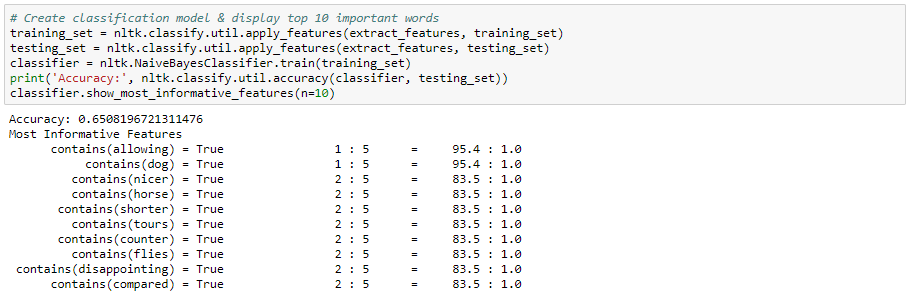 # Create classification model & display top 10 important words
training_set = nltk.classify.util.apply_features(extract_features, training_set)
testing_set = nltk.classify.util.apply_features(extract_features, testing_set)
classifier = nltk.NaiveBayesClassifier.train(training_set)
print('Accuracy:', nltk.classify.util.accuracy(classifier, testing_set))
classifier.show_most_informative_features(n=10)
Accuracy: 0.6508196721311476
Most Informative Features
contains(allowing) = True 1 : 5 = 95.4 : 1.0
contains(dog) = True 1 : 5 = 95.4 : 1.0
contains(nicer) = True 2 : 5 = 83.5 : 1.0
contains(horse) = True 2 : 5 = 83.5 : 1.0
contains(shorter) = True 2 : 5 = 83.5 : 1.0
contains(tours) = True 2 : 5 = 83.5 : 1.0
contains(counter) = True 2 : 5 = 83.5 : 1.0
contains(flies) = True 2 : 5 = 83.5 : 1.0
contains(disappointing) = True 2 : 5 = 83.5 : 1.0
contains(compared) = True 2 : 5 = 83.5 : 1.0